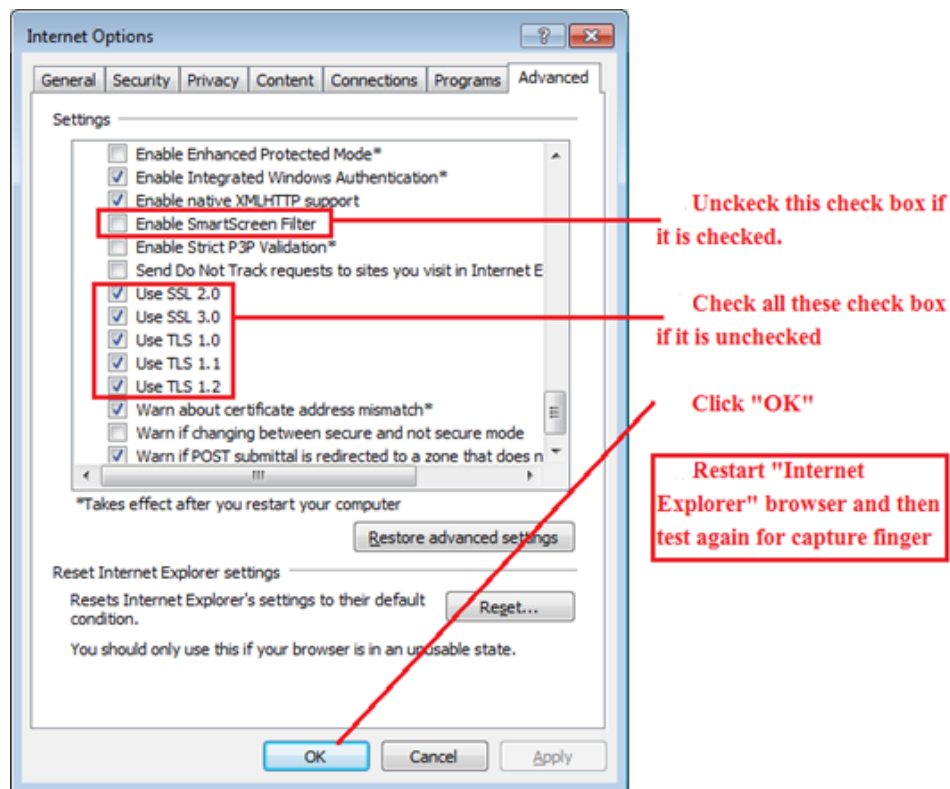 Internet Options
General Security Privacy Content Connections Programs Advanced
Settings
Enable Enhanced Protected Mode*
Enable Integrated Windows Authentication*
Enable native XMLHTTP support
Enable SmartScreen Filter
Enable Strict P3P Validation*
Send Do Not Track requests to sites you visit in Internet E
Use SSL 2.0
Use SSL 3.0
Use TLS 1.0
Use TLS 1.1
Use TLS 1.2
Warn about certificate address mismatch*
Warn if changing between secure and not secure mode
Warn if POST submittal is redirected to a zone that does n
*Takes effect after you restart your computer
Restore advanced settings
Reset Internet Explorer settings
Resets Internet Explorer's settings to their default
condition.
Reset...
You should only use this if your browser is in an unusable state.
OK Cancel Apply
Unckeck this check box if
it is checked.
Check all these check box
if it is unchecked
Click "OK"
Restart "Internet
Explorer" browser and then
test again for capture finger